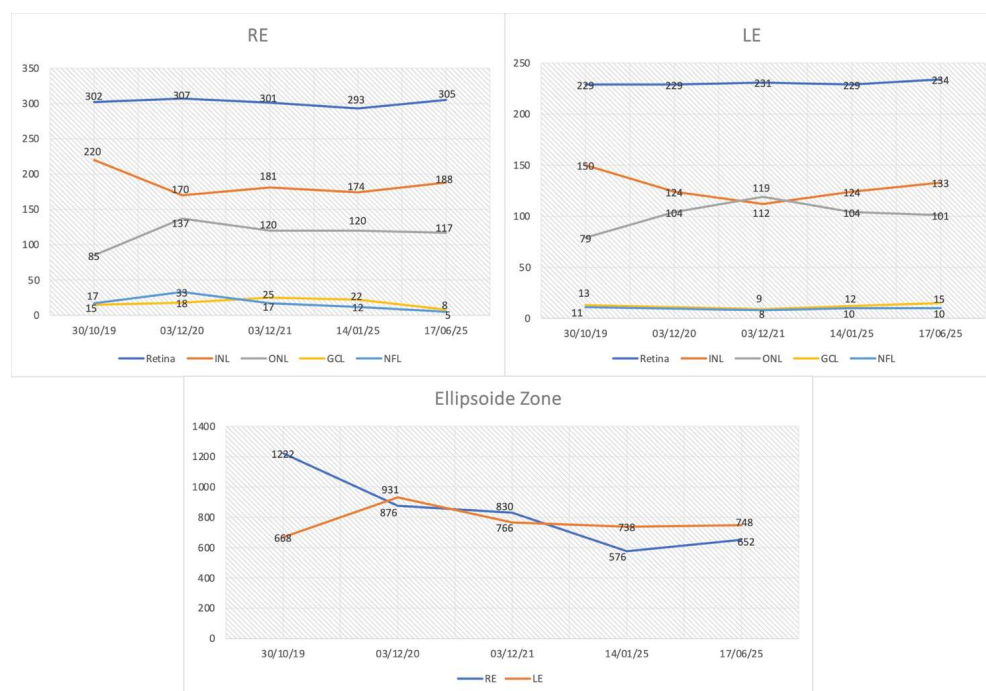 RE
350
300
250
200
150
100
50
0
302 307 301 293 305
220 170 181 174 188
85 137 120 120 117
17 33 25 22 8
15 18 17 12 5
30/10/19 03/12/20 03/12/21 14/01/25 17/06/25
Retina INL ONL GCL NFL
LE
250
200
150
100
50
0
229 229 231 229 234
150 124 119 124 133
79 104 112 104 101
13 9 12 15
11 8 10 10
30/10/19 03/12/20 03/12/21 14/01/25 17/06/25
Retina INL ONL GCL NFL
Ellipsoide Zone
1400
1200
1000
800
600
400
200
0
1222 931 830 738 748
668 876 766 576 652
30/10/19 03/12/20 03/12/21 14/01/25 17/06/25
RE LE